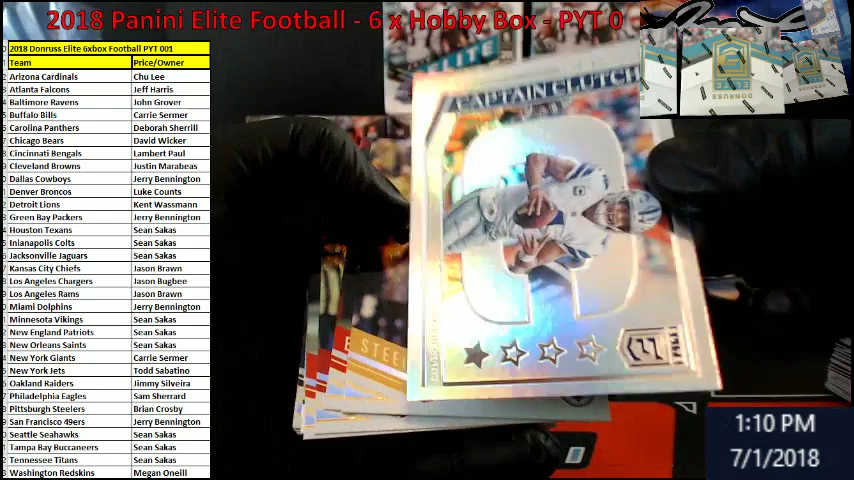 2018 Panini Elite Football - 6 x Hobby Box - PYT 0
2018 Donruss Elite 6xbox Football PYT 001
Team Price/Owner
Arizona Cardinals Chu Lee
Atlanta Falcons Jeff Harris
Baltimore Ravens John Grover
Buffalo Bills Carrie Sermer
Carolina Panthers Deborah Sherrill
Chicago Bears David Wicker
Cincinnati Bengals Lambert Paul
Cleveland Browns Justin Marabeas
Dallas Cowboys Jerry Bennington
Denver Broncos Luke Counts
Detroit Lions Kent Wassmann
Green Bay Packers Jerry Bennington
Houston Texans Sean Sakas
Inianapolis Colts Sean Sakas
Jacksonville Jaguars Sean Sakas
Kansas City Chiefs Jason Brawn
Los Angeles Chargers Jason Bugbee
Los Angeles Rams Jason Brawn
Miami Dolphins Jerry Bennington
Minnesota Vikings Sean Sakas
New England Patriots Sean Sakas
New Orleans Saints Sean Sakas
New York Giants Carrie Sermer
New York Jets Todd Sabatino
Oakland Raiders Jimmy Silveira
Philadelphia Eagles Sam Sherrard
Pittsburgh Steelers Brian Crosby
San Francisco 49ers Jerry Bennington
Seattle Seahawks Sean Sakas
Tampa Bay Buccaneers Sean Sakas
Tennessee Titans Sean Sakas
Washington Redskins Megan Oneill
ELITE
CAPTAIN CLUTCH
STEEL
ELITE
DONRUSS
1:10 PM
7/1/2018